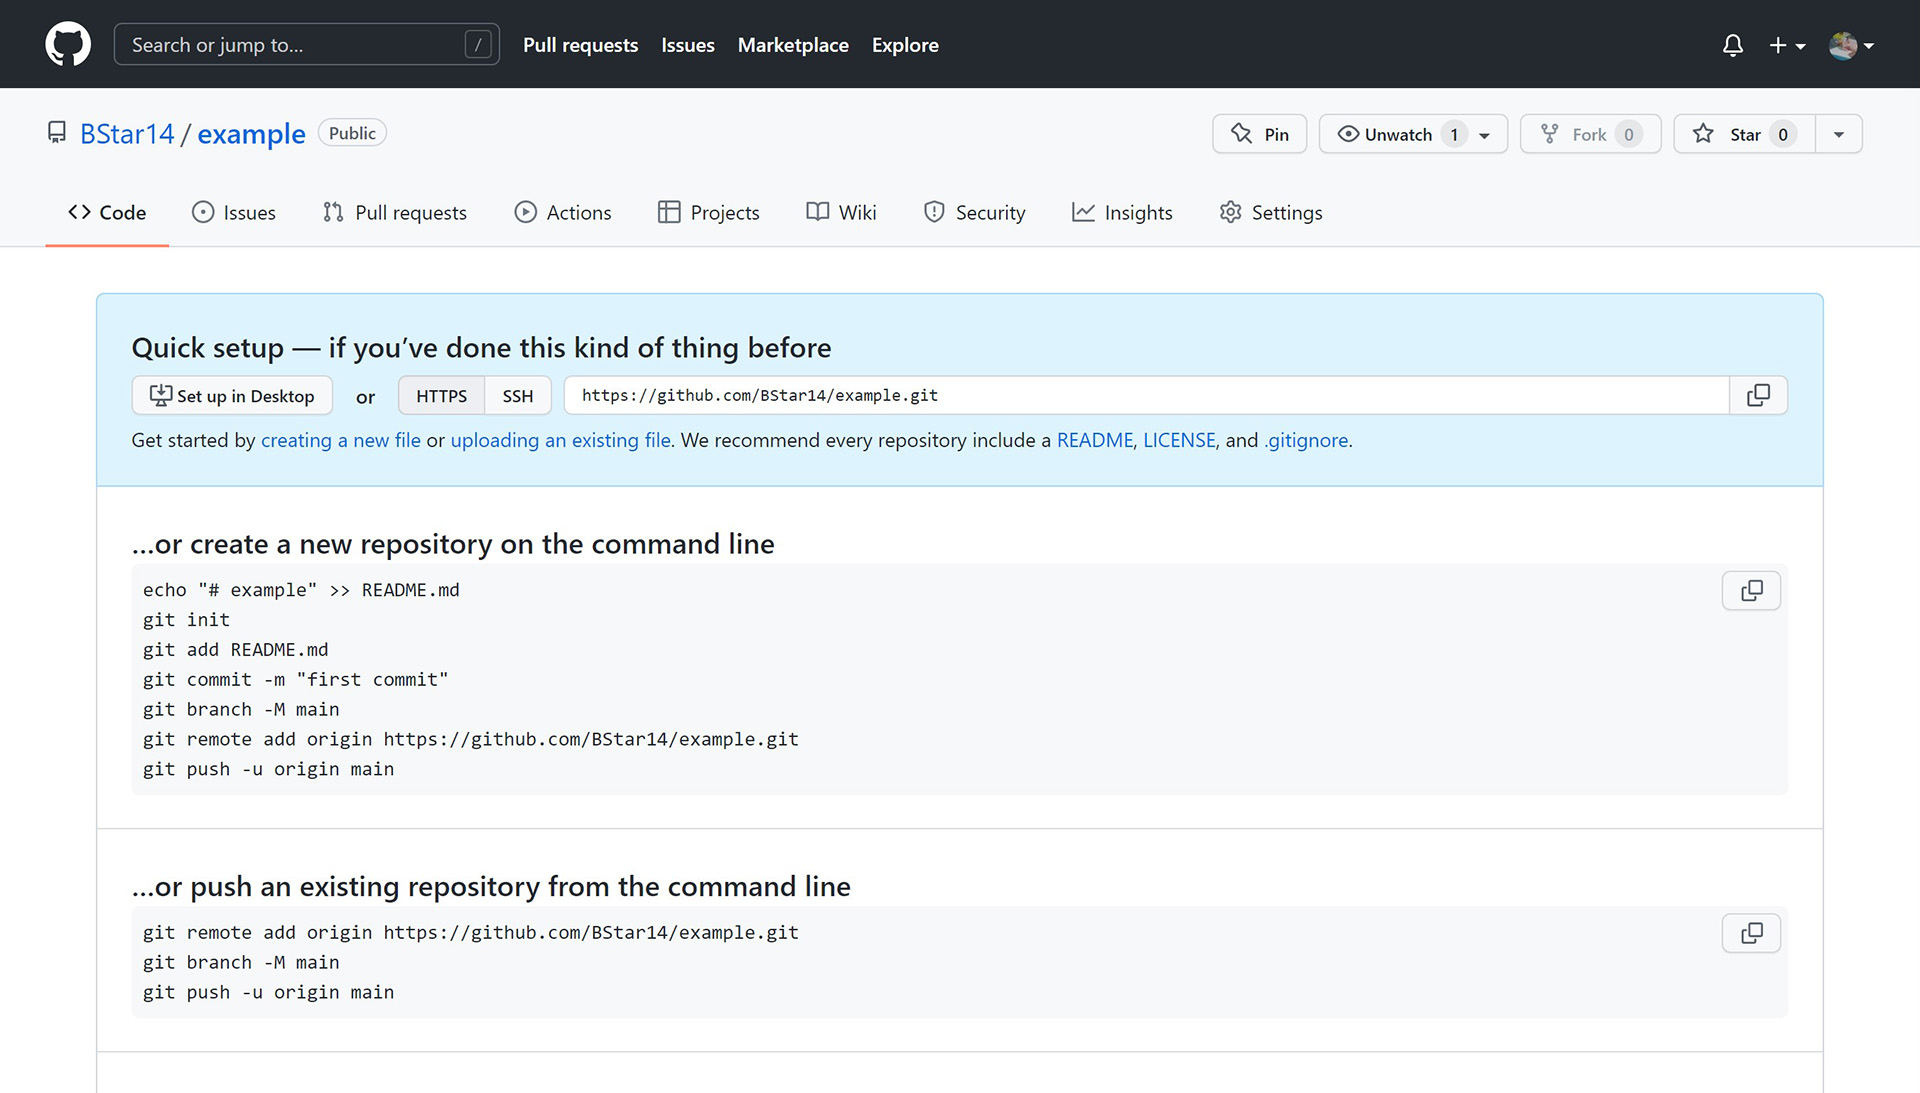 Search or jump to... /
Pull requests Issues Marketplace Explore
BStar14 / example Public
Pin Unwatch 1 Fork 0 Star 0
Code Issues Pull requests Actions Projects Wiki Security Insights Settings
Quick setup — if you’ve done this kind of thing before
Set up in Desktop or HTTPS SSH https://github.com/BStar14/example.git
Get started by creating a new file or uploading an existing file. We recommend every repository include a README, LICENSE, and .gitignore.
…or create a new repository on the command line
echo "# example" >> README.md
git init
git add README.md
git commit -m "first commit"
git branch -M main
git remote add origin https://github.com/BStar14/example.git
git push -u origin main
…or push an existing repository from the command line
git remote add origin https://github.com/BStar14/example.git
git branch -M main
git push -u origin main